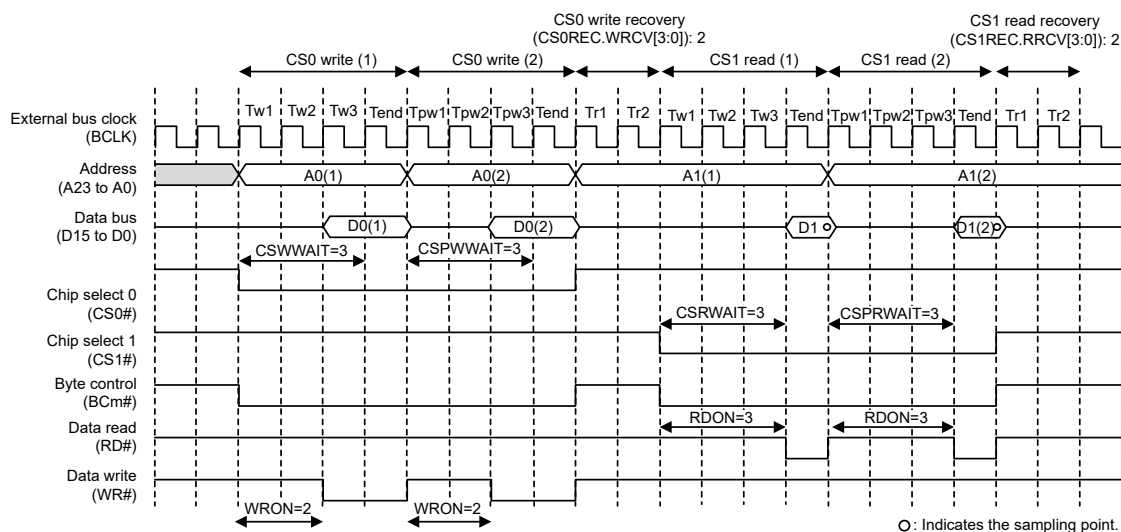 CS0 write recovery
(CS0REC.WRCV[3:0]): 2
CS1 read recovery
(CS1REC.RRCV[3:0]): 2
CS0 write (1) CS0 write (2) CS1 read (1) CS1 read (2)
Tw1 Tw2 Tw3 Tend Tpw1 Tpw2 Tpw3 Tend Tr1 Tr2 Tw1 Tw2 Tw3 Tend Tpw1 Tpw2 Tpw3 Tend Tr1 Tr2
External bus clock
(BCLK)
Address
(A23 to A0)
A0(1) A0(2) A1(1) A1(2)
Data bus
(D15 to D0)
D0(1) D0(2) D1 D1(2)
CSWWAIT=3 CSPWWAIT=3
Chip select 0
(CS0#)
CSRWAIT=3 CSPRWAIT=3
Chip select 1
(CS1#)
Byte control
(BCm#)
RDON=3 RDON=3
Data read
(RD#)
Data write
(WR#)
WRON=2 WRON=2
: Indicates the sampling point.